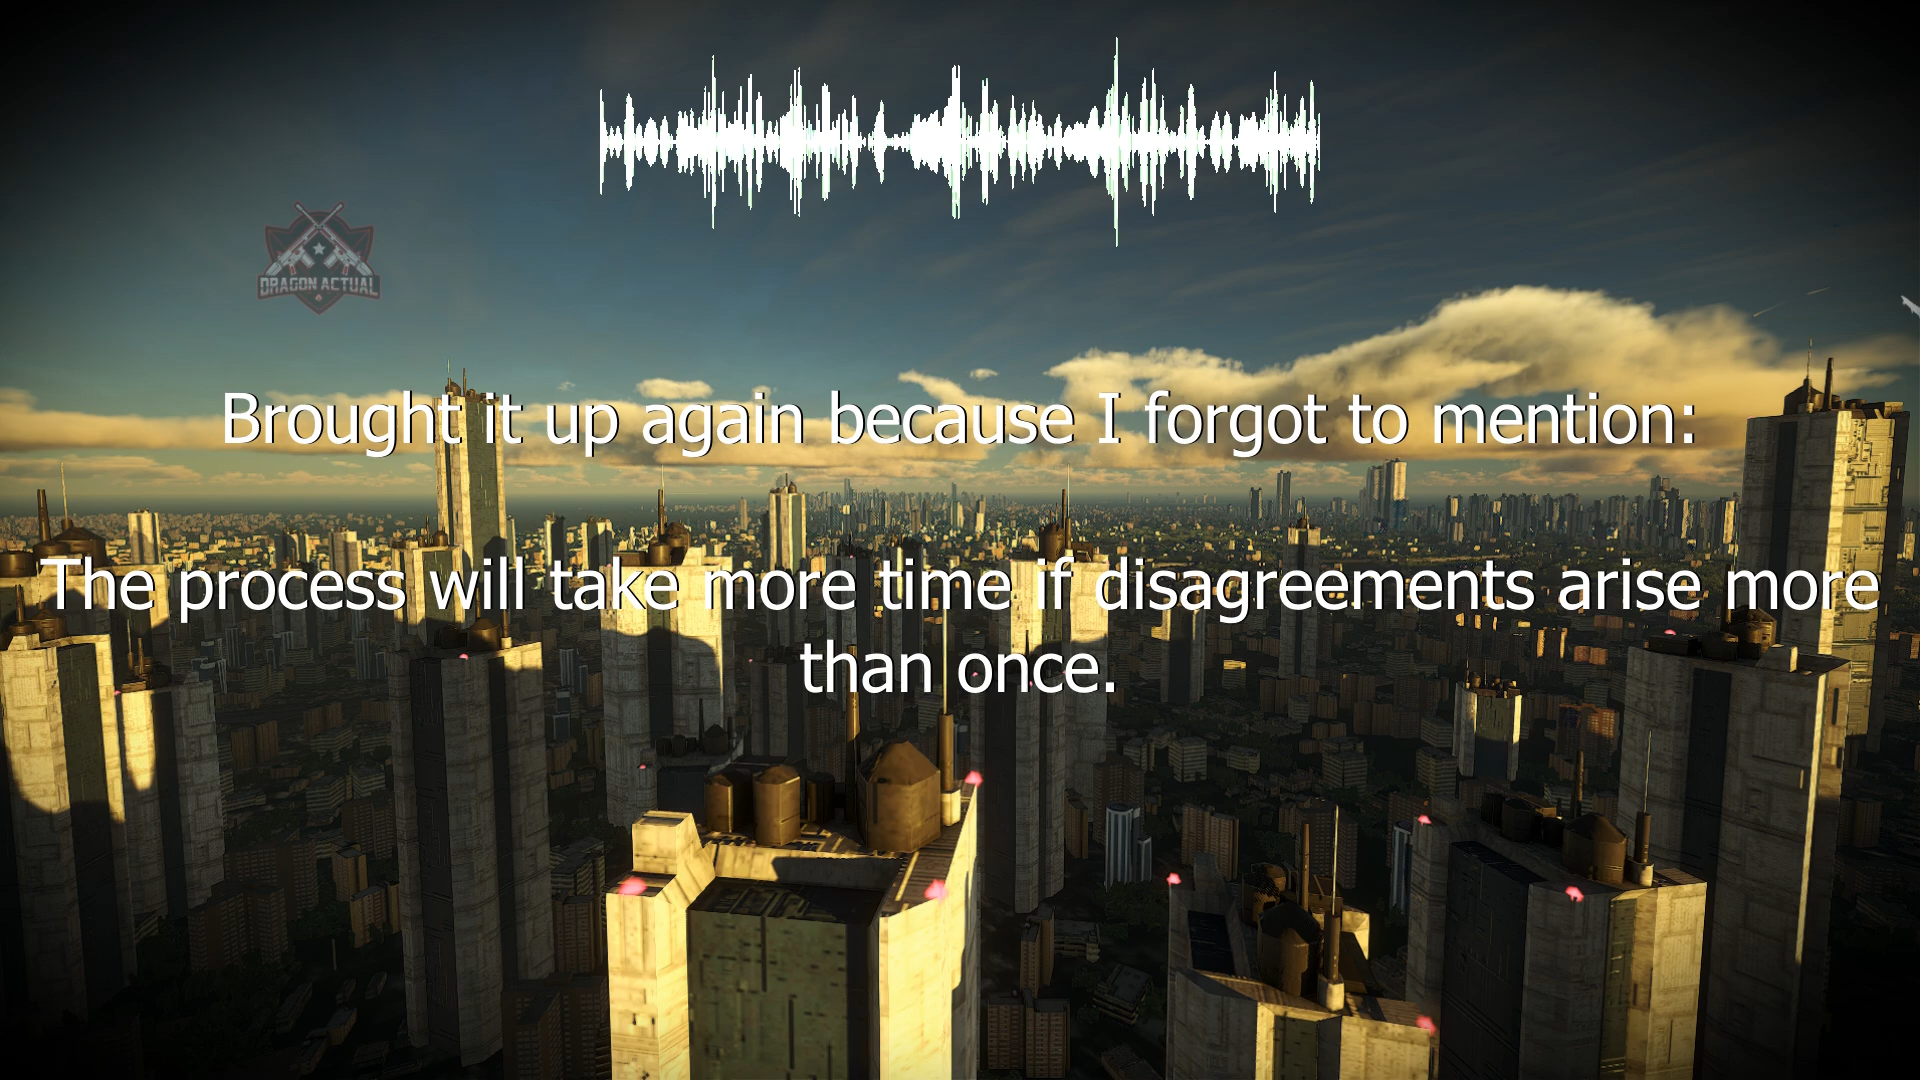 DRAGON ACTUAL
Brought it up again because I forgot to mention:
The process will take more time if disagreements arise more
than once.